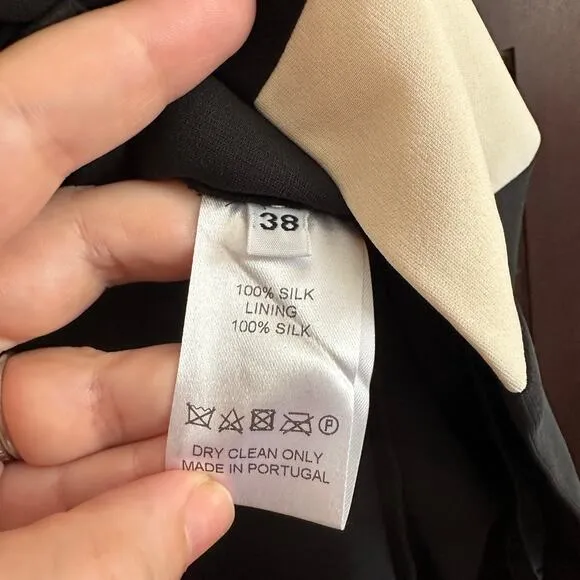 38
100% SILK
LINING
100% SILK
P
DRY CLEAN ONLY
MADE IN PORTUGAL